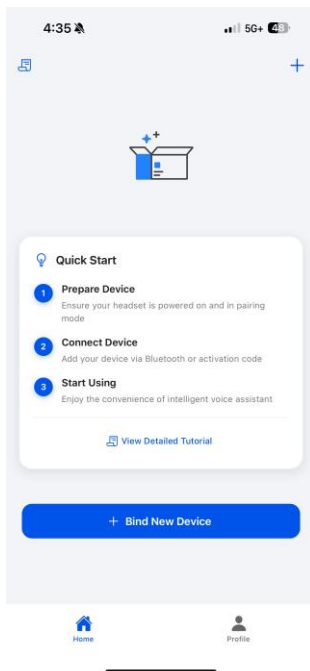 4:35
5G+ 48
Quick Start
1 Prepare Device
Ensure your headset is powered on and in pairing
mode
2 Connect Device
Add your device via Bluetooth or activation code
3 Start Using
Enjoy the convenience of intelligent voice assistant
View Detailed Tutorial
+ Bind New Device
Home
Profile